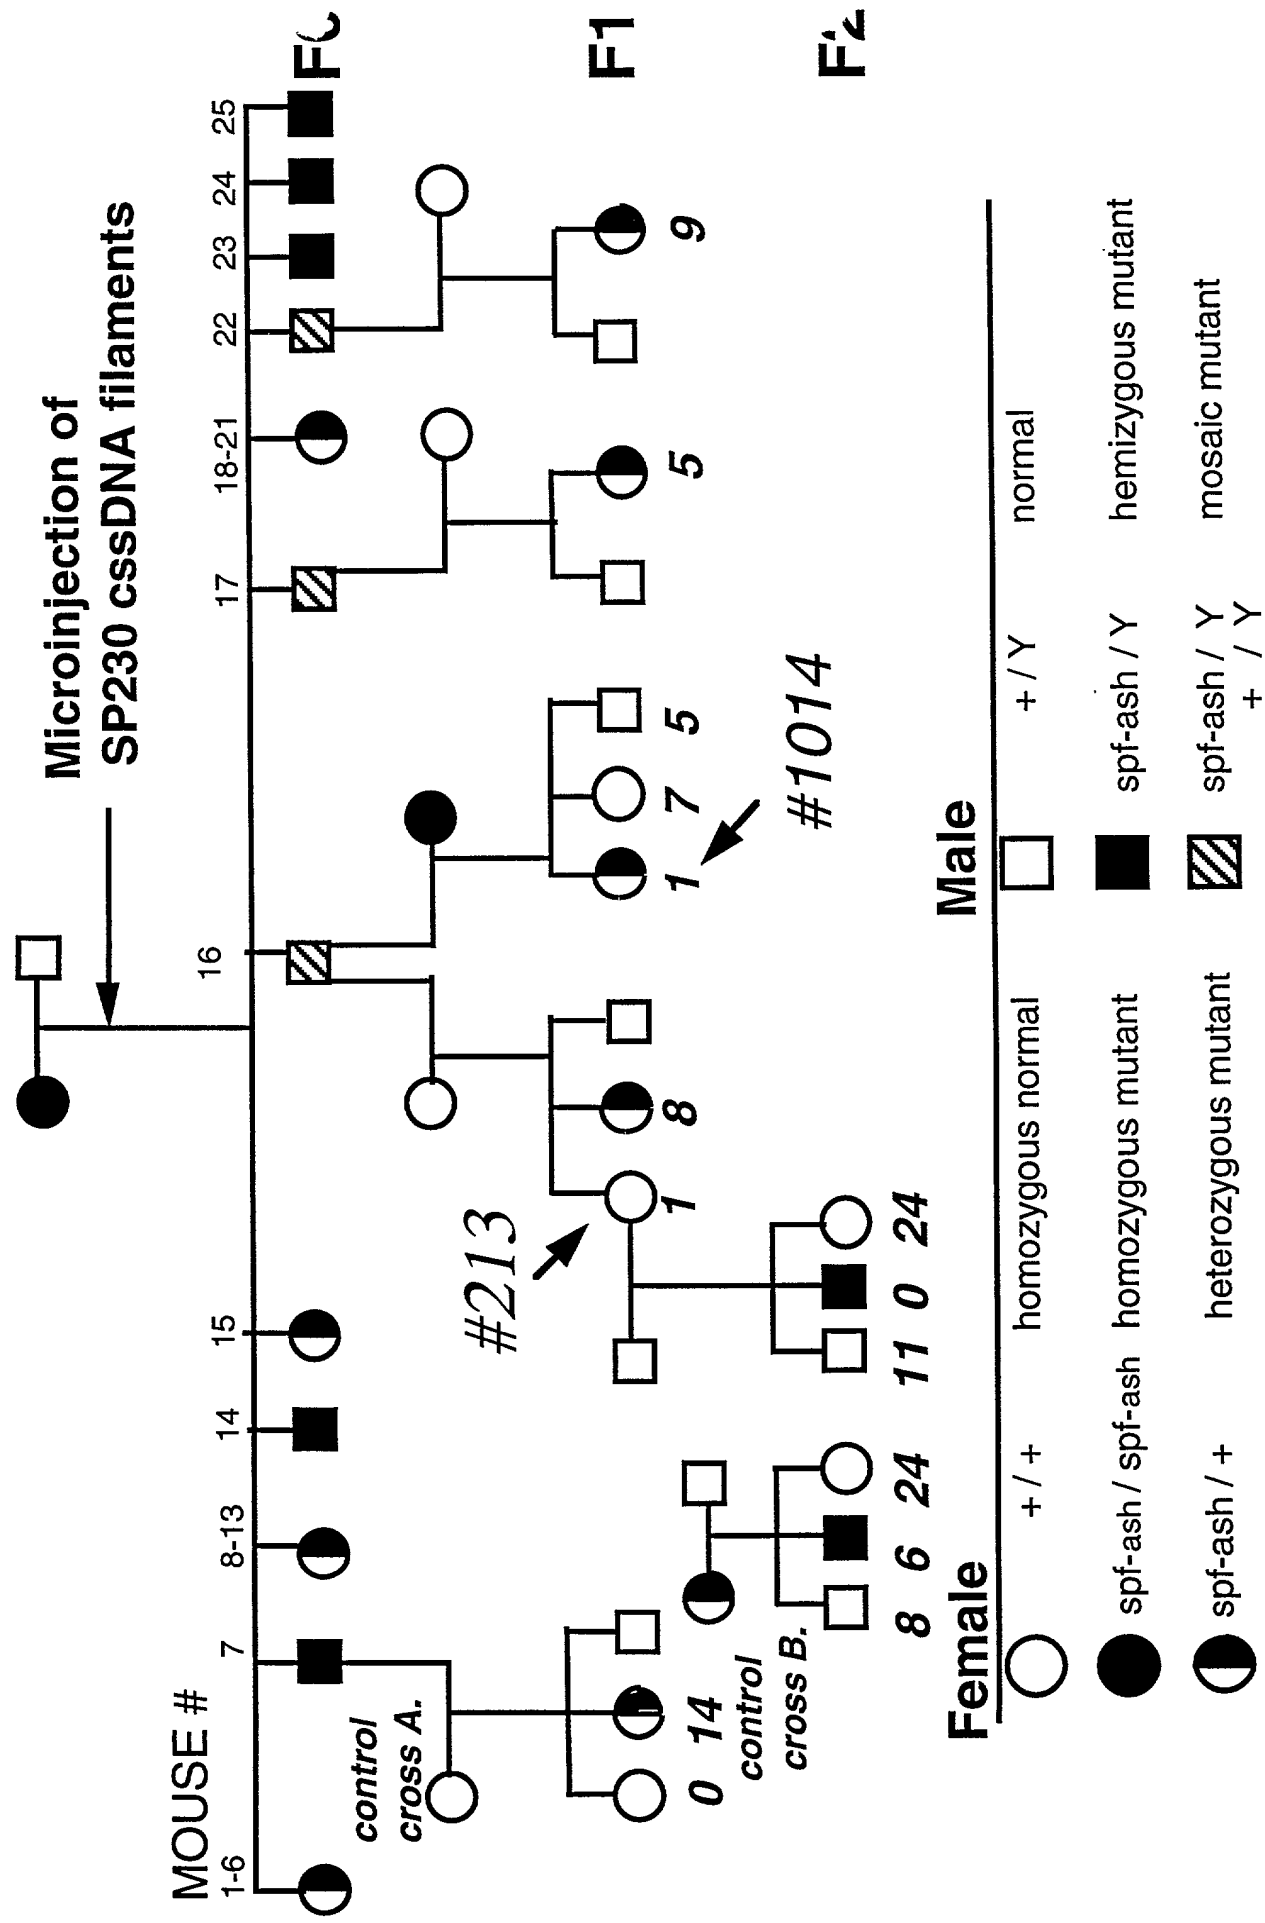 Microinjection of
SP230 cssDNA filaments
MOUSE #
1-6
7
8-13
14
15
16
17
18-21
22
23
24
25
F1
control
cross A.
#213
0
14
1
8
1
7
5
5
9
#1014
control
cross B.
8
6
24
11
0
24
Female
Male
+ / +
homozygous normal
+ / Y
normal
spf-ash / spf-ash
homozygous mutant
spf-ash / Y
hemizygous mutant
spf-ash / +
heterozygous mutant
spf-ash / Y
+ / Y
mosaic mutant